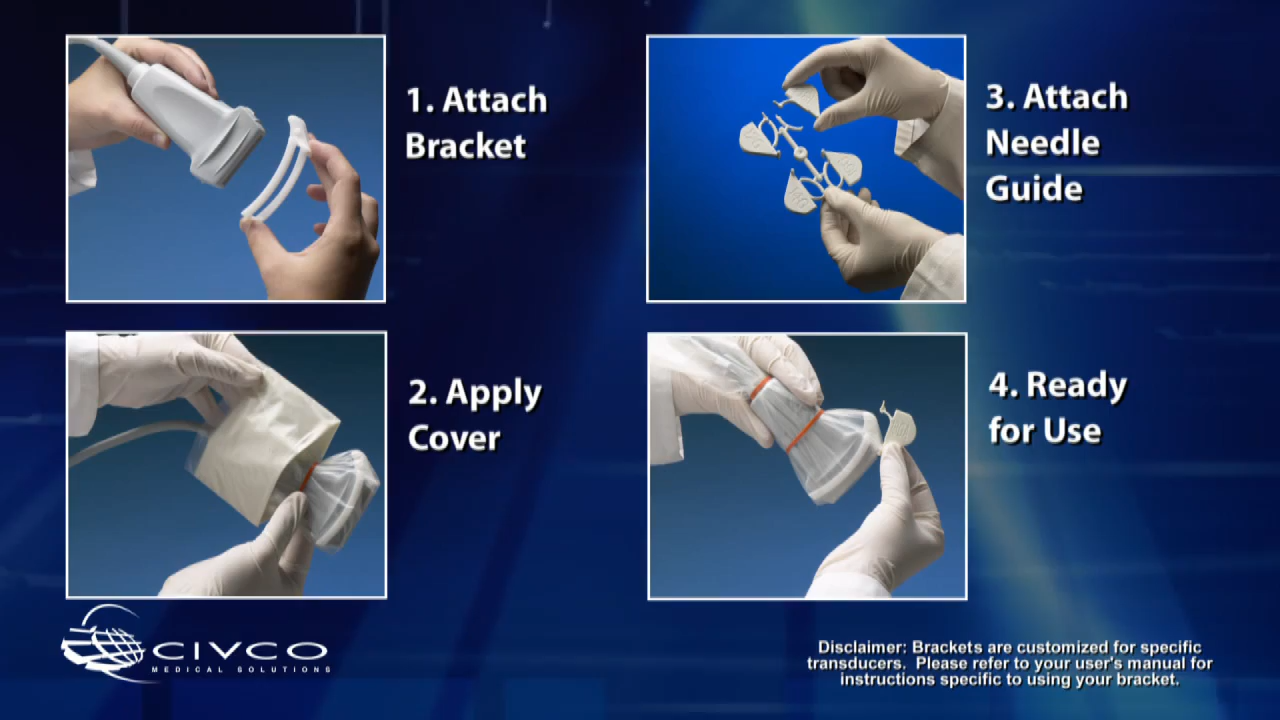 1. Attach
Bracket
2. Apply
Cover
3. Attach
Needle
Guide
4. Ready
for Use
CIVCO
MEDICAL SOLUTIONS
Disclaimer: Brackets are customized for specific
transducers. Please refer to your user's manual for
instructions specific to using your bracket.